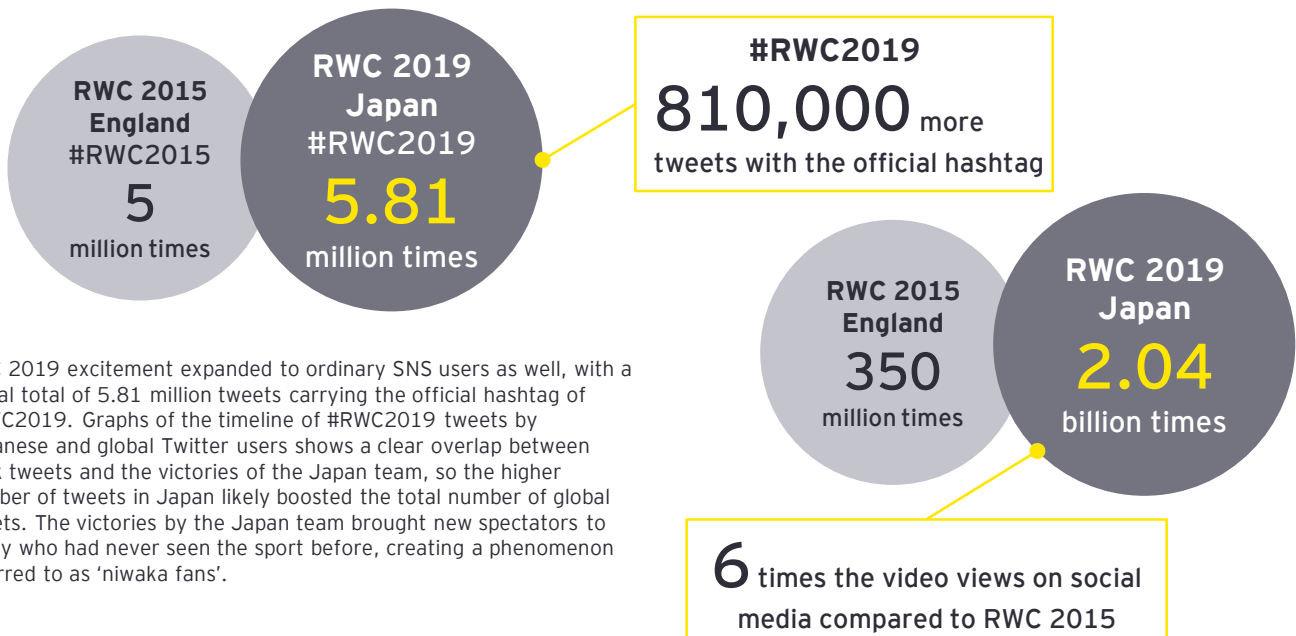 RWC 2015
England
#RWC2015
5
million times
RWC 2019
Japan
#RWC2019
5.81
million times
#RWC2019
810,000 more
tweets with the official hashtag
RWC 2015
England
350
million times
RWC 2019
Japan
2.04
billion times
6 times the video views on social
media compared to RWC 2015
2019 excitement expanded to ordinary SNS users as well, with a
total of 5.81 million tweets carrying the official hashtag of
Graphs of the timeline of #RWC2019 tweets by
and global Twitter users shows a clear overlap between
tweets and the victories of the Japan team, so the higher
of tweets in Japan likely boosted the total number of global
The victories by the Japan team brought new spectators to
who had never seen the sport before, creating a phenomenon
to as ‘niwaka fans’.